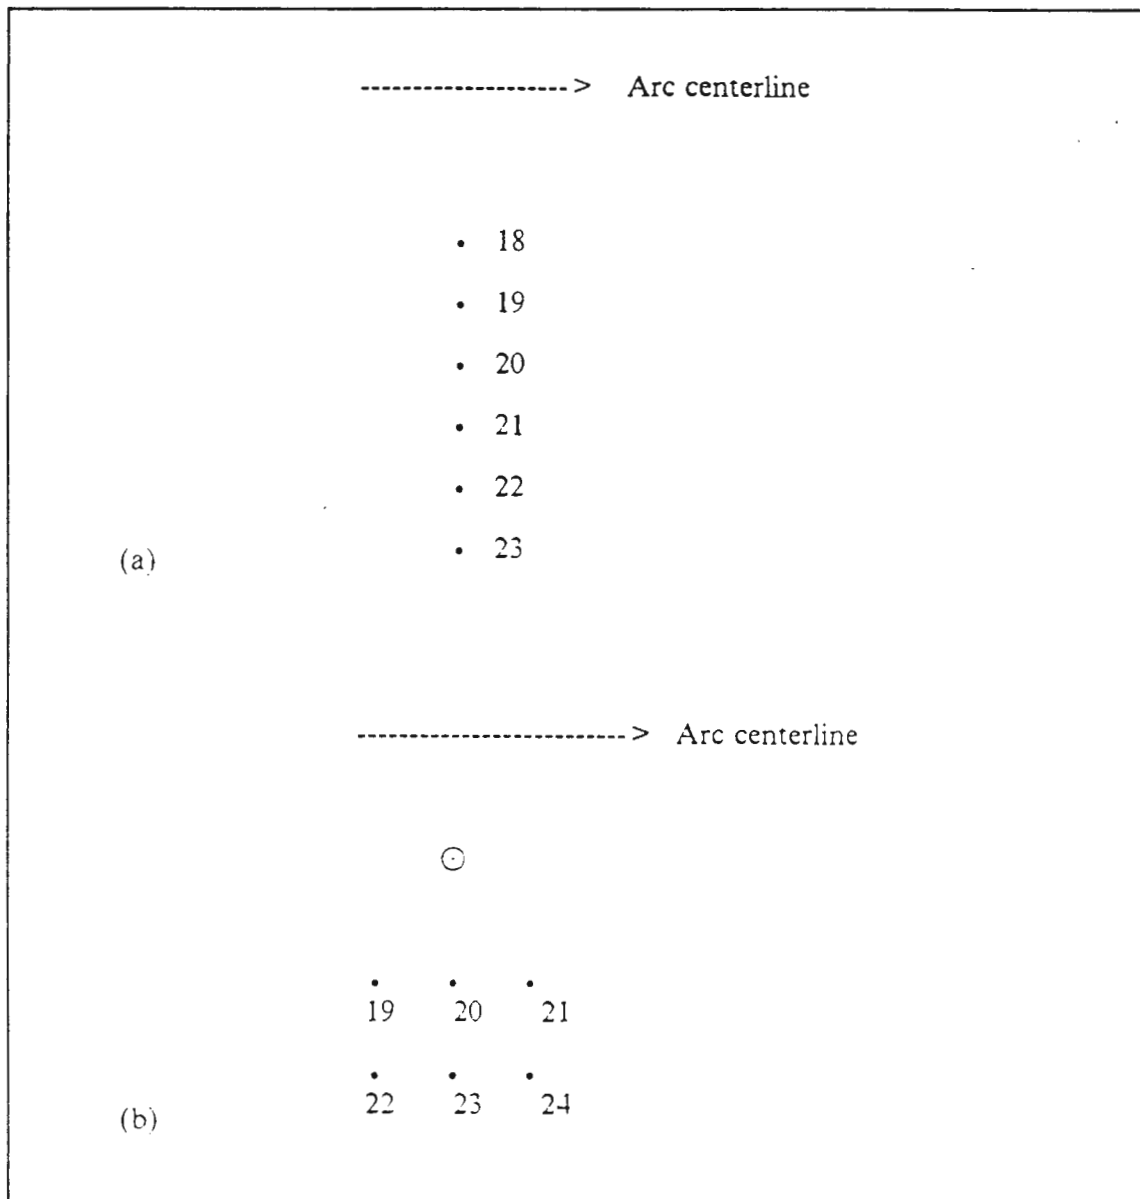 --------------------> Arc centerline
. 18
. 19
. 20
. 21
. 22
. 23
(a)
--------------------------> Arc centerline
19 20 21
22 23 24
(b)